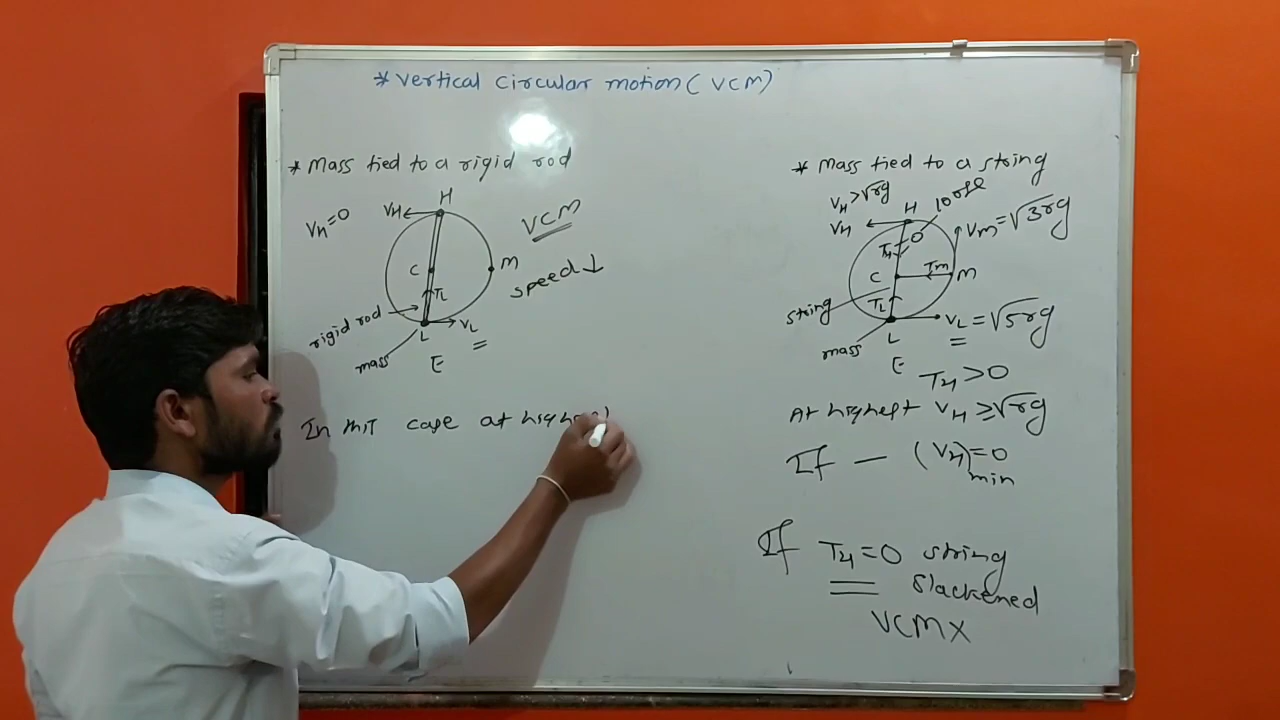 * Vertical Circular motion (VCM)
* Mass tied to a rigid rod
H
VH
VH=0
VCM
C
M
speed↓
TL
rigid rod
L
VL
mass
E
In this case at highest
* Mass tied to a string
VH>√rg
H
loose
VH
TH
O
Vm=√3rg
C
Tm
M
string
TL
VL=√5rg
mass
L
E
TH>0
At highest VH≥√rg
If — (VH)=0
min
If TH=0 string
slackened
VCM X